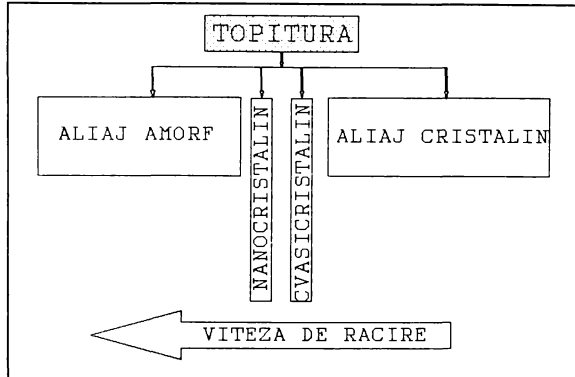 TOPITURA
ALIAJ AMORF
NANOCRISTALIN
CVASICRISTALIN
ALIAJ CRISTALIN
VITEZA DE RACIRE